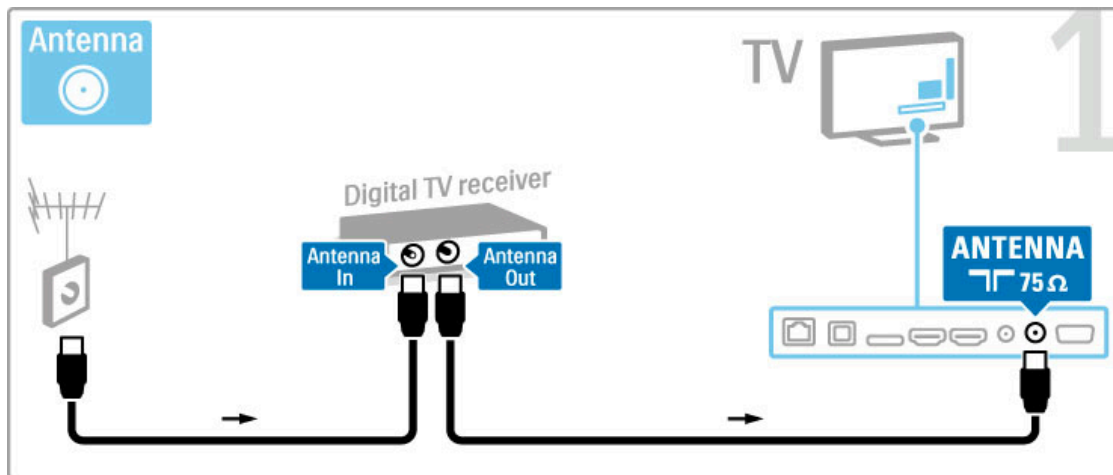 Antenna
TV
1
Digital TV receiver
Antenna
In
Antenna
Out
ANTENNA
75 Ω